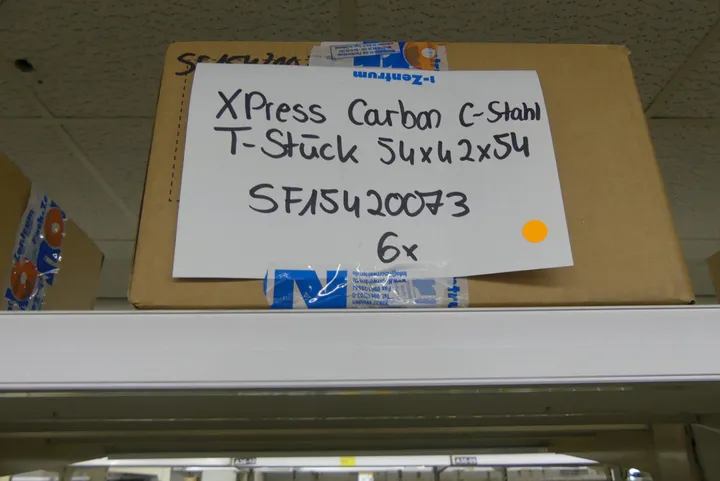 XPress Carbon C-Stahl
T-Stück 54x42x54
SF15420073
6x